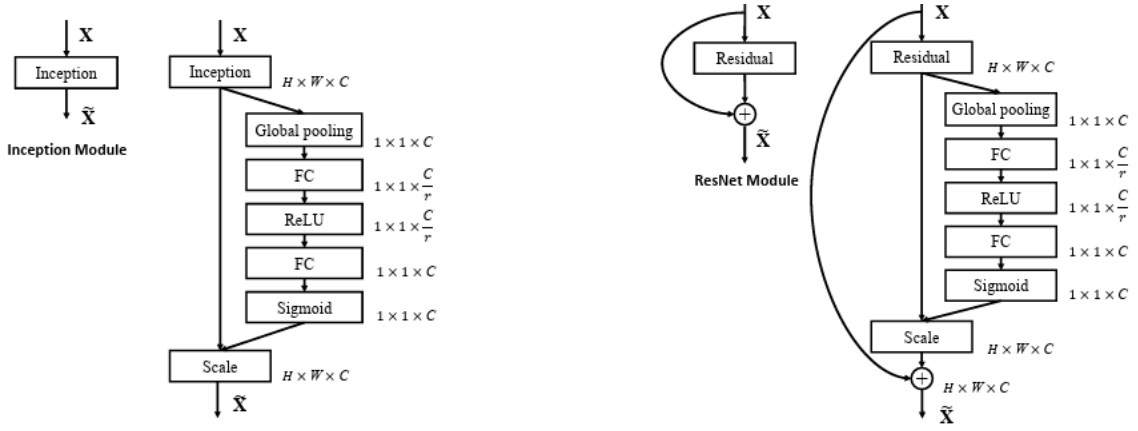 X
Inception
X̃
Inception Module
X
Inception
H × W × C
Global pooling
1 × 1 × C
FC
1 × 1 × C/r
ReLU
1 × 1 × C/r
FC
1 × 1 × C
Sigmoid
1 × 1 × C
Scale
H × W × C
X̃
X
Residual
+
X̃
ResNet Module
X
Residual
H × W × C
Global pooling
1 × 1 × C
FC
1 × 1 × C/r
ReLU
1 × 1 × C/r
FC
1 × 1 × C
Sigmoid
1 × 1 × C
Scale
H × W × C
+
H × W × C
X̃